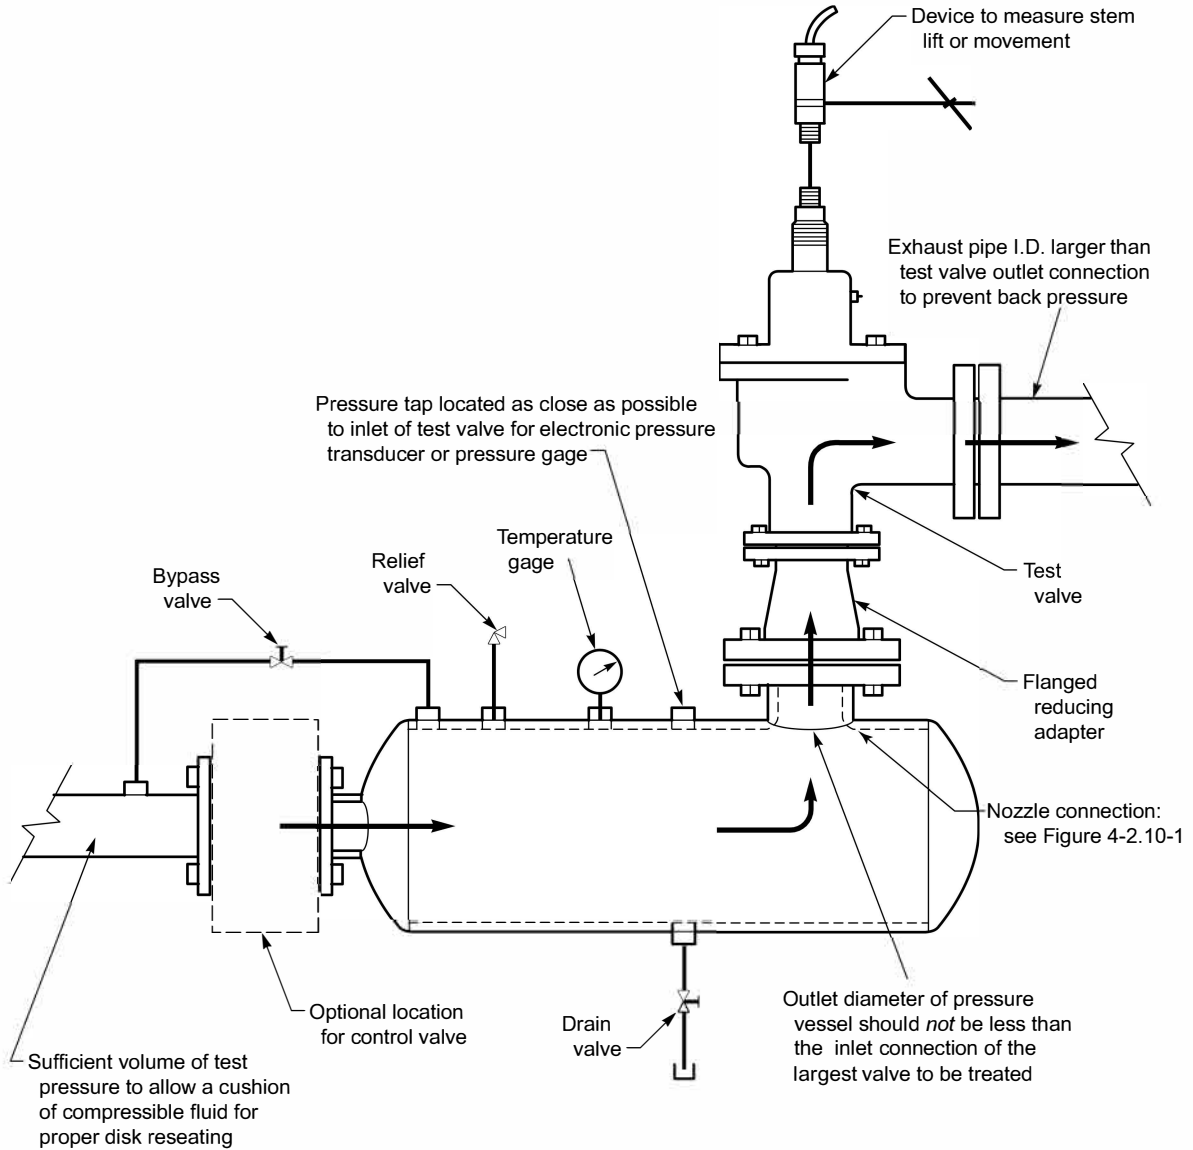 Device to measure stem
lift or movement
Exhaust pipe I.D. larger than
test valve outlet connection
to prevent back pressure
Pressure tap located as close as possible
to inlet of test valve for electronic pressure
transducer or pressure gage
Temperature
gage
Relief
valve
Bypass
valve
Test
valve
Flanged
reducing
adapter
Nozzle connection:
see Figure 4-2.10-1
Optional location
for control valve
Drain
valve
Outlet diameter of pressure
vessel should not be less than
the inlet connection of the
largest valve to be treated
Sufficient volume of test
pressure to allow a cushion
of compressible fluid for
proper disk reseating